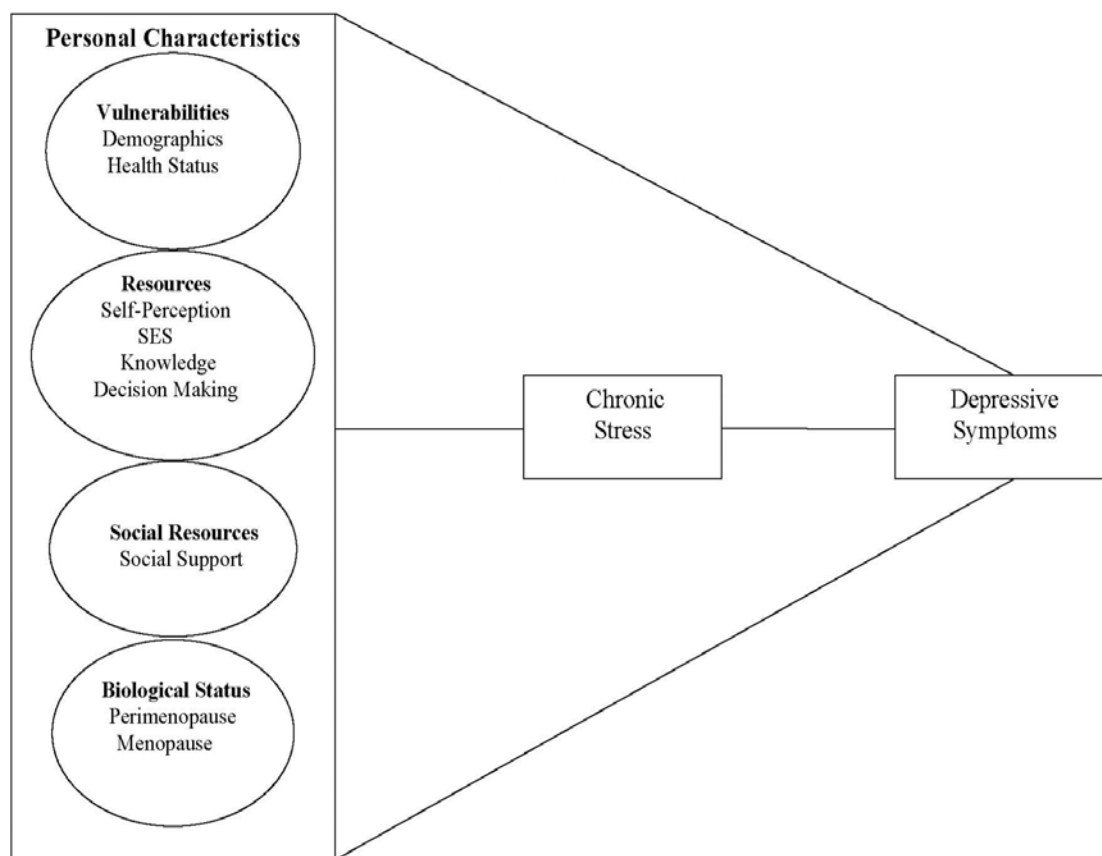 Personal Characteristics
Vulnerabilities
Demographics
Health Status
Resources
Self-Perception
SES
Knowledge
Decision Making
Social Resources
Social Support
Biological Status
Perimenopause
Menopause
Chronic
Stress
Depressive
Symptoms